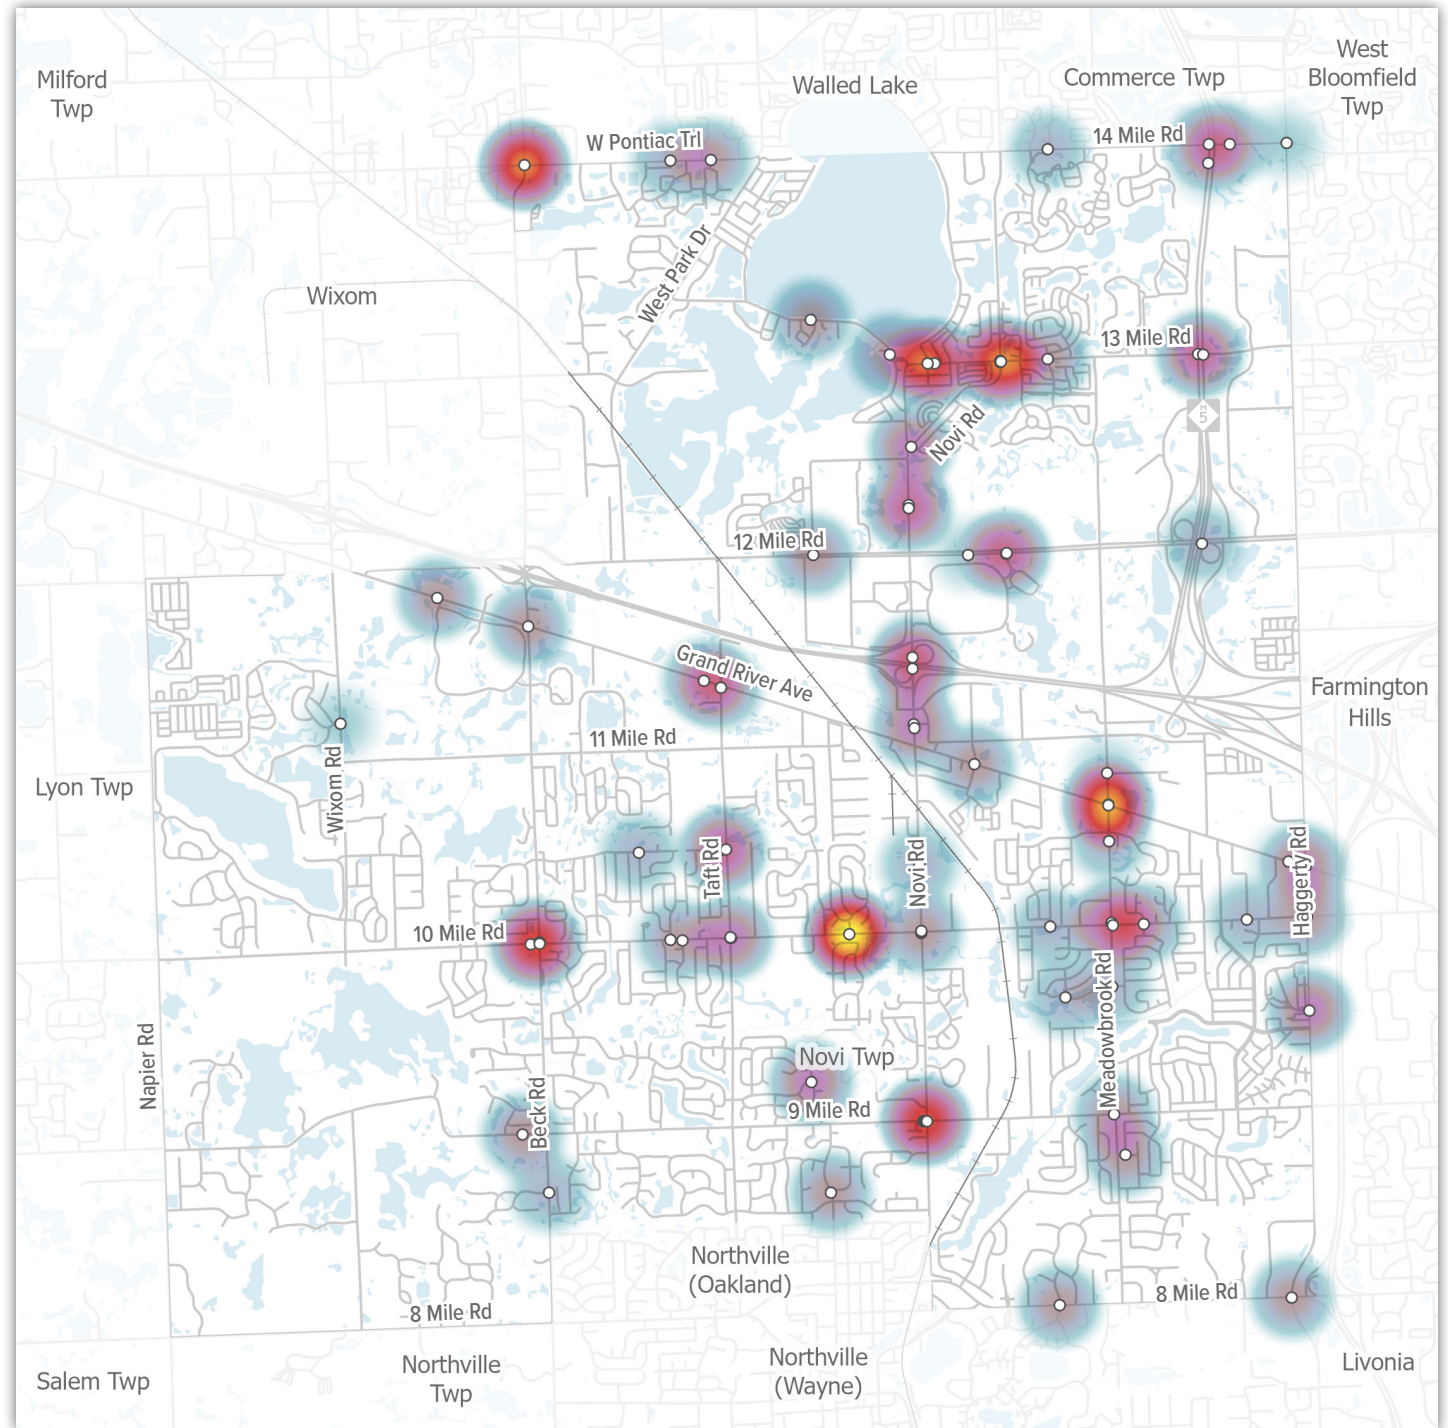 West
Bloomfield
Twp
Milford
Twp
Walled Lake
Commerce Twp
W Pontiac Trl
14 Mile Rd
West Park Dr
Wixom
13 Mile Rd
M
5
Novi Rd
12 Mile Rd
Grand River Ave
Farmington
Hills
11 Mile Rd
Wixom Rd
Lyon Twp
Taft Rd
Novi Rd
Haggerty Rd
10 Mile Rd
Meadowbrook Rd
Napier Rd
Novi Twp
Beck Rd
9 Mile Rd
Northville
(Oakland)
8 Mile Rd
8 Mile Rd
Salem Twp
Northville
Twp
Northville
(Wayne)
Livonia